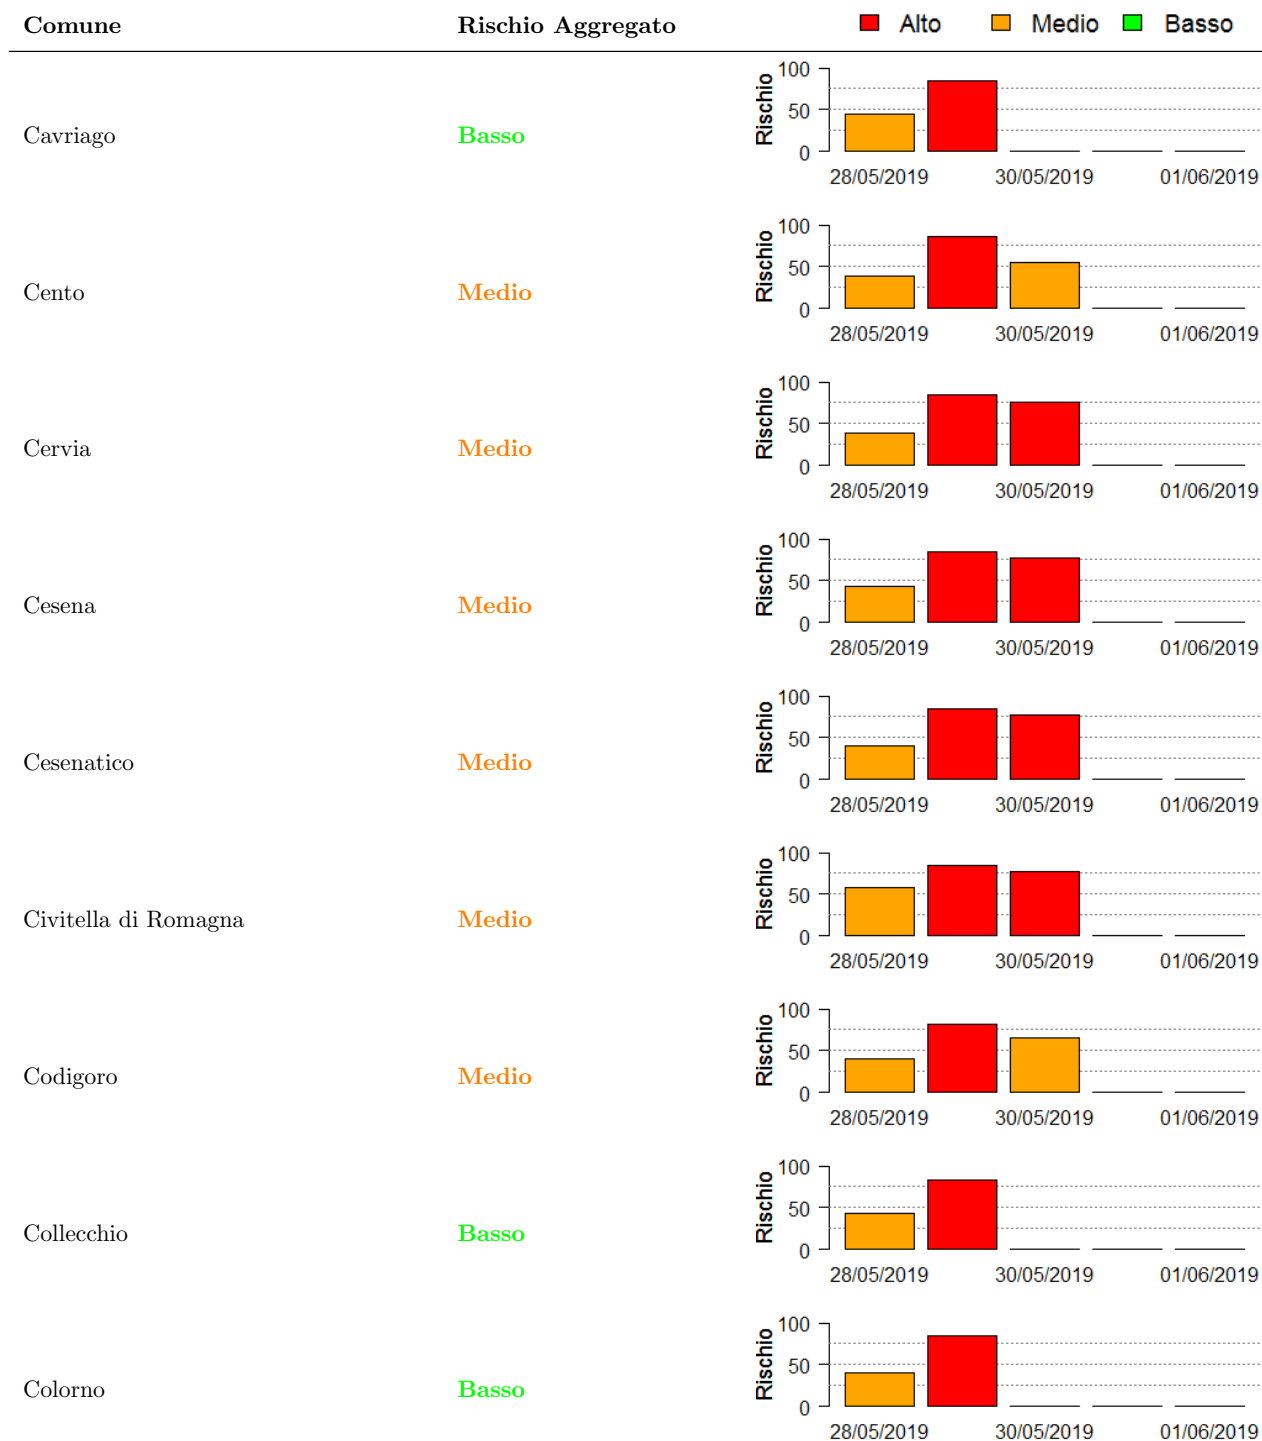 Comune Rischio Aggregato Alto Medio Basso
Cavriago Basso Rischio 100 50 0
28/05/2019 30/05/2019 01/06/2019
Cento Medio Rischio 100 50 0
28/05/2019 30/05/2019 01/06/2019
Cervia Medio Rischio 100 50 0
28/05/2019 30/05/2019 01/06/2019
Cesena Medio Rischio 100 50 0
28/05/2019 30/05/2019 01/06/2019
Cesenatico Medio Rischio 100 50 0
28/05/2019 30/05/2019 01/06/2019
Civitella di Romagna Medio Rischio 100 50 0
28/05/2019 30/05/2019 01/06/2019
Codigoro Medio Rischio 100 50 0
28/05/2019 30/05/2019 01/06/2019
Collecchio Basso Rischio 100 50 0
28/05/2019 30/05/2019 01/06/2019
Colorno Basso Rischio 100 50 0
28/05/2019 30/05/2019 01/06/2019